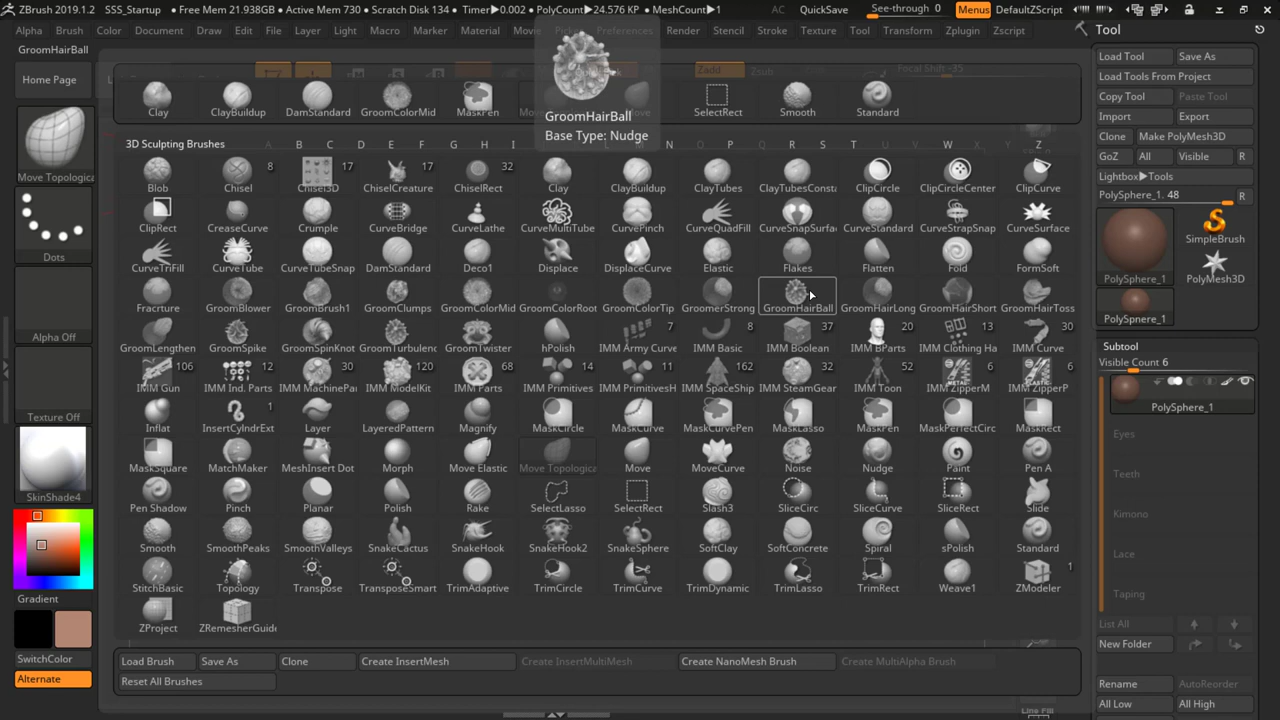 ZBrush 2019.1.2 SSS_Startup • Free Mem 21.938GB • Active Mem 730 • Scratch Disk 134 • Timer▶0.002 • PolyCount▶24.576 KP • MeshCount▶1 AC QuickSave See-through 0 Menus DefaultZScript
Alpha Brush Color Document Draw Edit File Layer Light Macro Marker Material Movie Preferences Render Stencil Stroke Texture Tool Transform Zplugin Zscript
Tool
GroomHairBall
Home Page
Zadd Zsub Focal Shift -35
Clay ClayBuildup DamStandard GroomColorMid MaskPen Move SelectRect Smooth Standard
GroomHairBall
Base Type: Nudge
3D Sculpting Brushes A B C D E F G H I M N O P Q R S T U V W X Y Z
Blob 8 Chisel 17 Chisel3D 17 ChiselCreature 32 ChiselRect Clay ClayBuildup ClayTubes ClayTubesConsta ClipCircle ClipCircleCenter ClipCurve
ClipRect CreaseCurve Crumple CurveBridge CurveLathe CurveMultiTube CurvePinch CurveQuadFill CurveSnapSurfa CurveStandard CurveStrapSnap CurveSurface
CurveTriFill CurveTube CurveTubeSnap DamStandard Deco1 Displace DisplaceCurve Elastic Flakes Flatten Fold FormSoft
Fracrture GroomBlower GroomBrush1 GroomClumps GroomColorMid GroomColorRoot GroomColorTip GroomerStrong GroomHairBall GroomHairLong GroomHairShort GroomHairToss
GroomLengthen GroomSpike GroomSpinKnot GroomTurbulenc GroomTwister hPolish 7 IMM Army Curve 8 IMM Basic 37 IMM Boolean 20 IMM BParts 13 IMM Clothing Ha 30 IMM Curve
106 IMM Gun 12 IMM Ind. Parts 30 IMM MachinePar 120 IMM ModelKit 68 IMM Parts 14 IMM Primitives 11 IMM PrimitivesH 162 IMM SpaceShip 32 IMM SteamGear 52 IMM Toon 6 IMM ZipperM 6 IMM ZipperP
Inflat 1 InsertCylndrExt Layer LayeredPattern Magnify MaskCircle MaskCurve MaskCurvePen MaskLasso MaskPen MaskPerfectCirc MaskRect
MaskSquare MatchMaker MeshInsert Dot Morph Move Elastic Move Topologica Move MoveCurve Noise Nudge Paint Pen A
Pen Shadow Pinch Planar Polish Rake SelectLasso SelectRect Slash3 SliceCirc SliceCurve SliceRect Slide
Smooth SmoothPeaks SmoothValleys SnakeCactus SnakeHook SnakeHook2 SnakeSphere SoftClay SoftConcrete Spiral sPolish Standard
StitchBasic Topology Transpose TransposeSmart TrimAdaptive TrimCircle TrimCurve TrimDynamic TrimLasso TrimRect Weave1 1 ZModeler
ZProject ZRemesherGuide
Load Brush Save As Clone Create InsertMesh Create InsertMultiMesh Create NanoMesh Brush Create MultiAlpha Brush
Reset All Brushes
Move Topologica
Dots
Alpha Off
Texture Off
SkinShade4
Gradient
SwitchColor
Alternate
Line Fill
Load Tool Save As
Load Tools From Project
Copy Tool Paste Tool
Import Export
Clone Make PolyMesh3D
GoZ All Visible R
Lightbox▶Tools
PolySphere_1. 48 R
PolySphere_1 SimpleBrush
PolyMesh3D
PolySphere_1
Subtool
Visible Count 6
PolySphere_1
Eyes
Teeth
Kimono
Lace
Taping
List All
New Folder
Rename AutoReorder
All Low All High